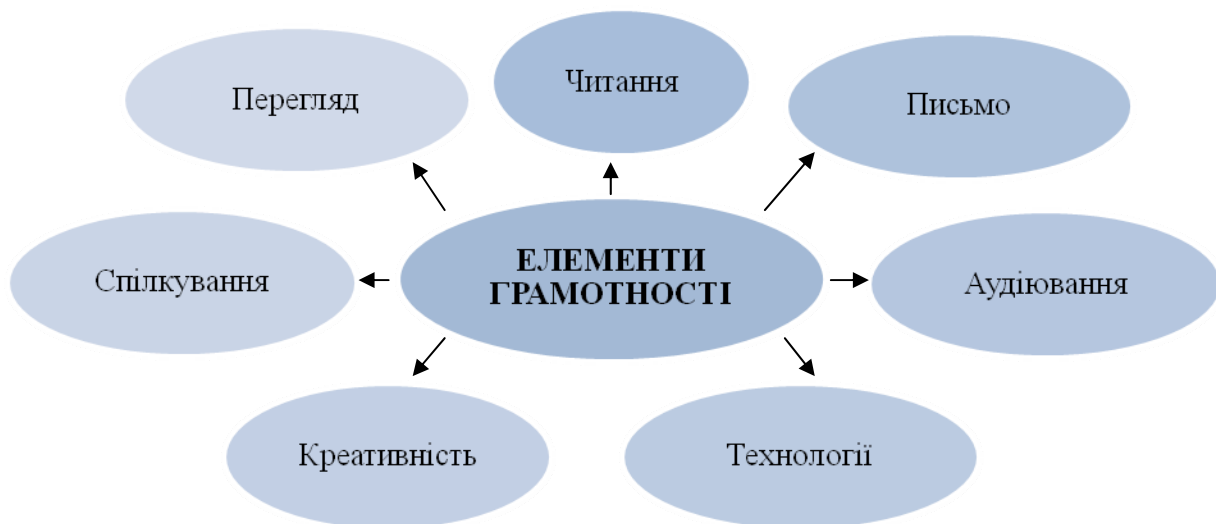 Перегляд
Читання
Письмо
Спілкування
ЕЛЕМЕНТИ
ГРАМОТНОСТІ
Аудіювання
Креативність
Технології